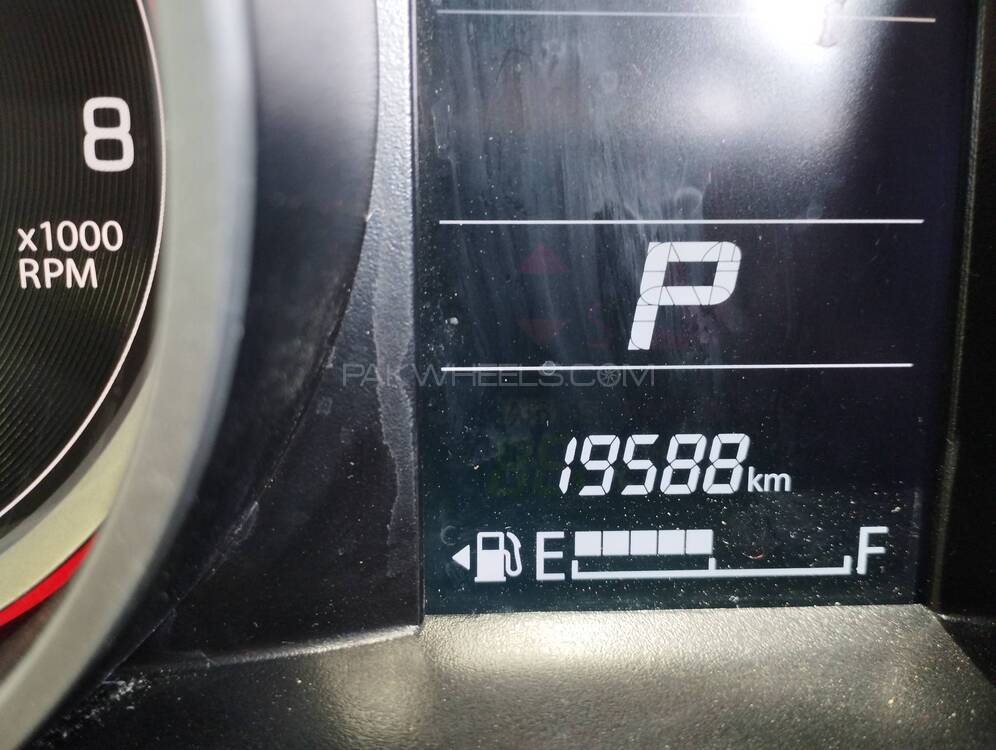 8
x1000
RPM
P
PAKWHEELS.COM
19588km
E F